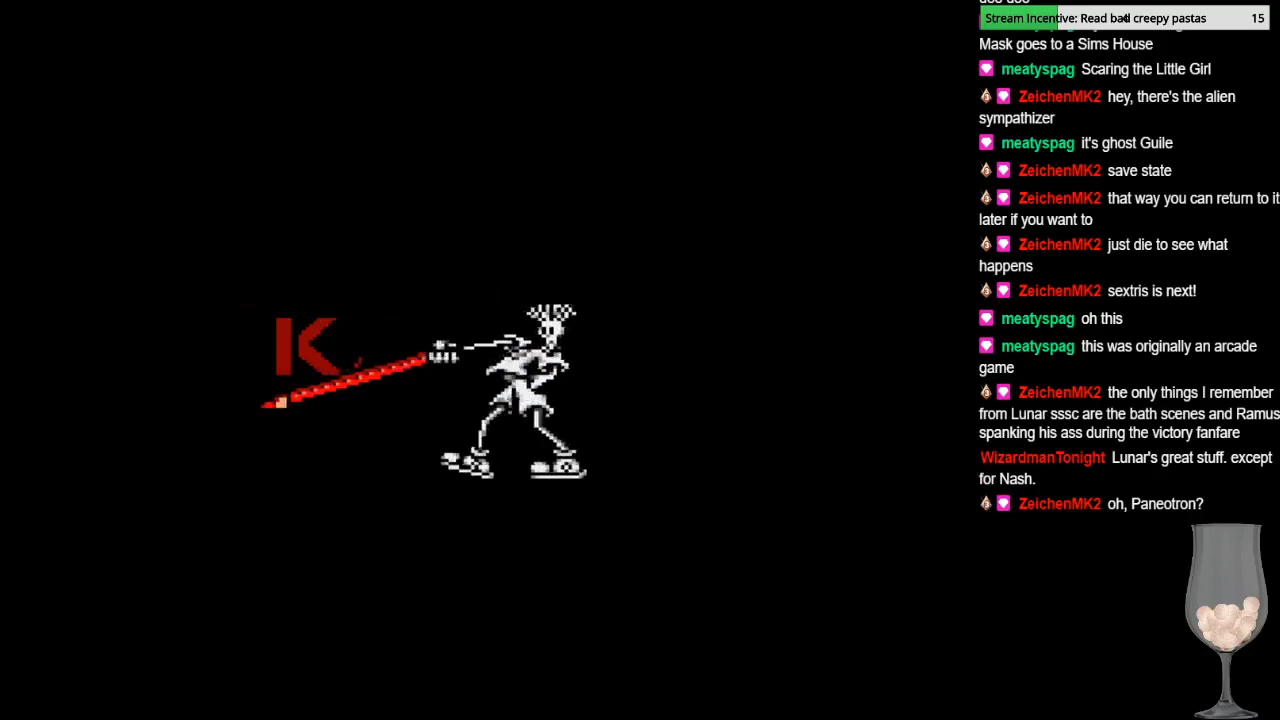 doo doo
Stream Incentive: Read bad creepy pastas 15
Mask goes to a Sims House
meatyspag Scaring the Little Girl
ZeichenMK2 hey, there's the alien
sympathizer
meatyspag it's ghost Guile
ZeichenMK2 save state
ZeichenMK2 that way you can return to it
later if you want to
ZeichenMK2 just die to see what
happens
ZeichenMK2 sextris is next!
meatyspag oh this
meatyspag this was originally an arcade
game
ZeichenMK2 the only things I remember
from Lunar sssc are the bath scenes and Ramus
spanking his ass during the victory fanfare
WizardmanTonight Lunar's great stuff. except
for Nash.
ZeichenMK2 oh, Paneotron?
K